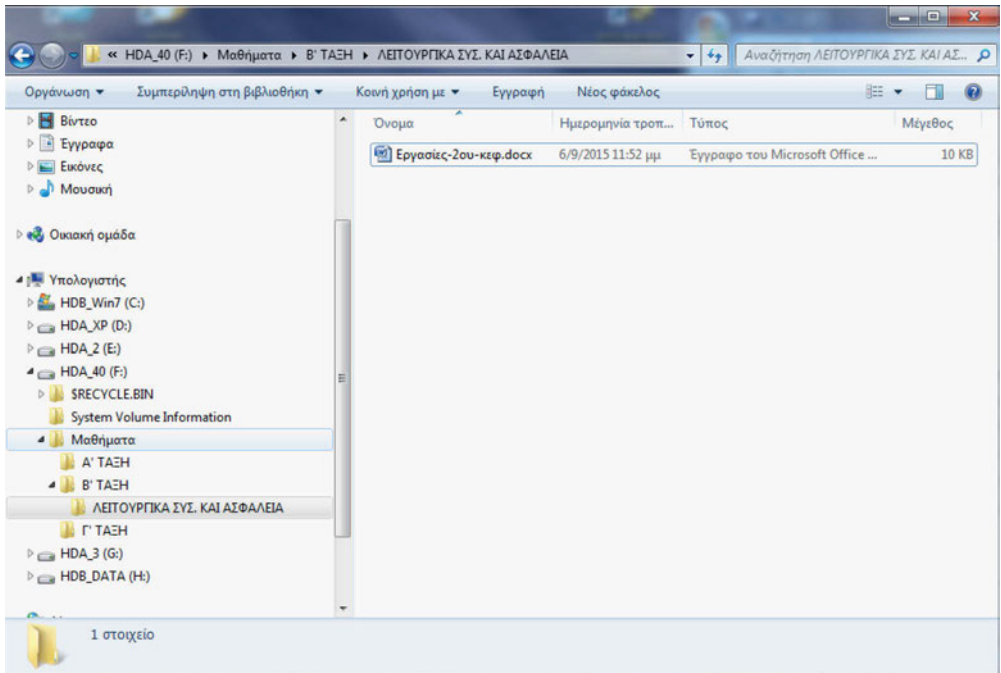 « HDA_40 (F:) Μαθήματα Β' ΤΑΞΗ ΛΕΙΤΟΥΡΓΙΚΑ ΣΥΣ. ΚΑΙ ΑΣΦΑΛΕΙΑ
Αναζήτηση ΛΕΙΤΟΥΡΓΙΚΑ ΣΥΣ. ΚΑΙ ΑΣ...
Οργάνωση Συμπερίληψη στη βιβλιοθήκη Κοινή χρήση με Εγγραφή Νέος φάκελος
Βίντεο
Έγγραφα
Εικόνες
Μουσική
Οικιακή ομάδα
Υπολογιστής
HDB_Win7 (C:)
HDA_XP (D:)
HDA_2 (E:)
HDA_40 (F:)
$RECYCLE.BIN
System Volume Information
Μαθήματα
Α' ΤΑΞΗ
Β' ΤΑΞΗ
ΛΕΙΤΟΥΡΓΙΚΑ ΣΥΣ. ΚΑΙ ΑΣΦΑΛΕΙΑ
Γ' ΤΑΞΗ
HDA_3 (G:)
HDB_DATA (H:)
Όνομα Ημερομηνία τροπ... Τύπος Μέγεθος
Εργασίες-2ου-κεφ.docx 6/9/2015 11:52 μμ Έγγραφο του Microsoft Office ... 10 KB
1 στοιχείο